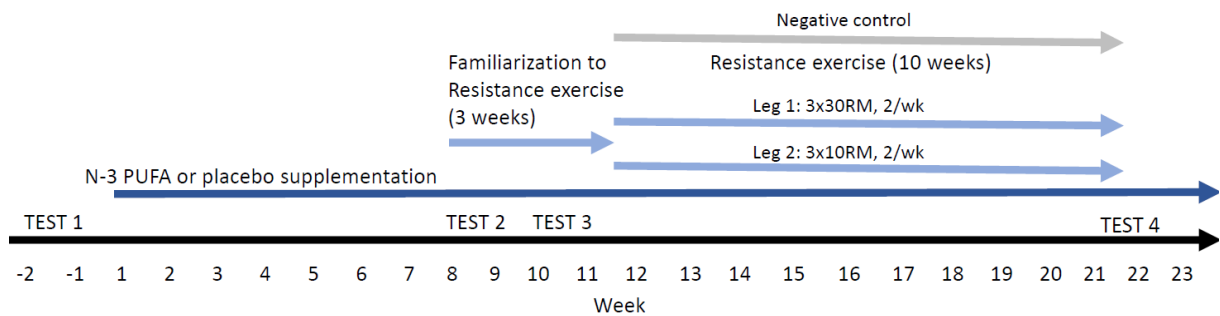 Negative control
Familiarization to
Resistance exercise
(3 weeks)
Resistance exercise (10 weeks)
Leg 1: 3x30RM, 2/wk
Leg 2: 3x10RM, 2/wk
N-3 PUFA or placebo supplementation
TEST 1 TEST 2 TEST 3 TEST 4
-2 -1 1 2 3 4 5 6 7 8 9 10 11 12 13 14 15 16 17 18 19 20 21 22 23
Week